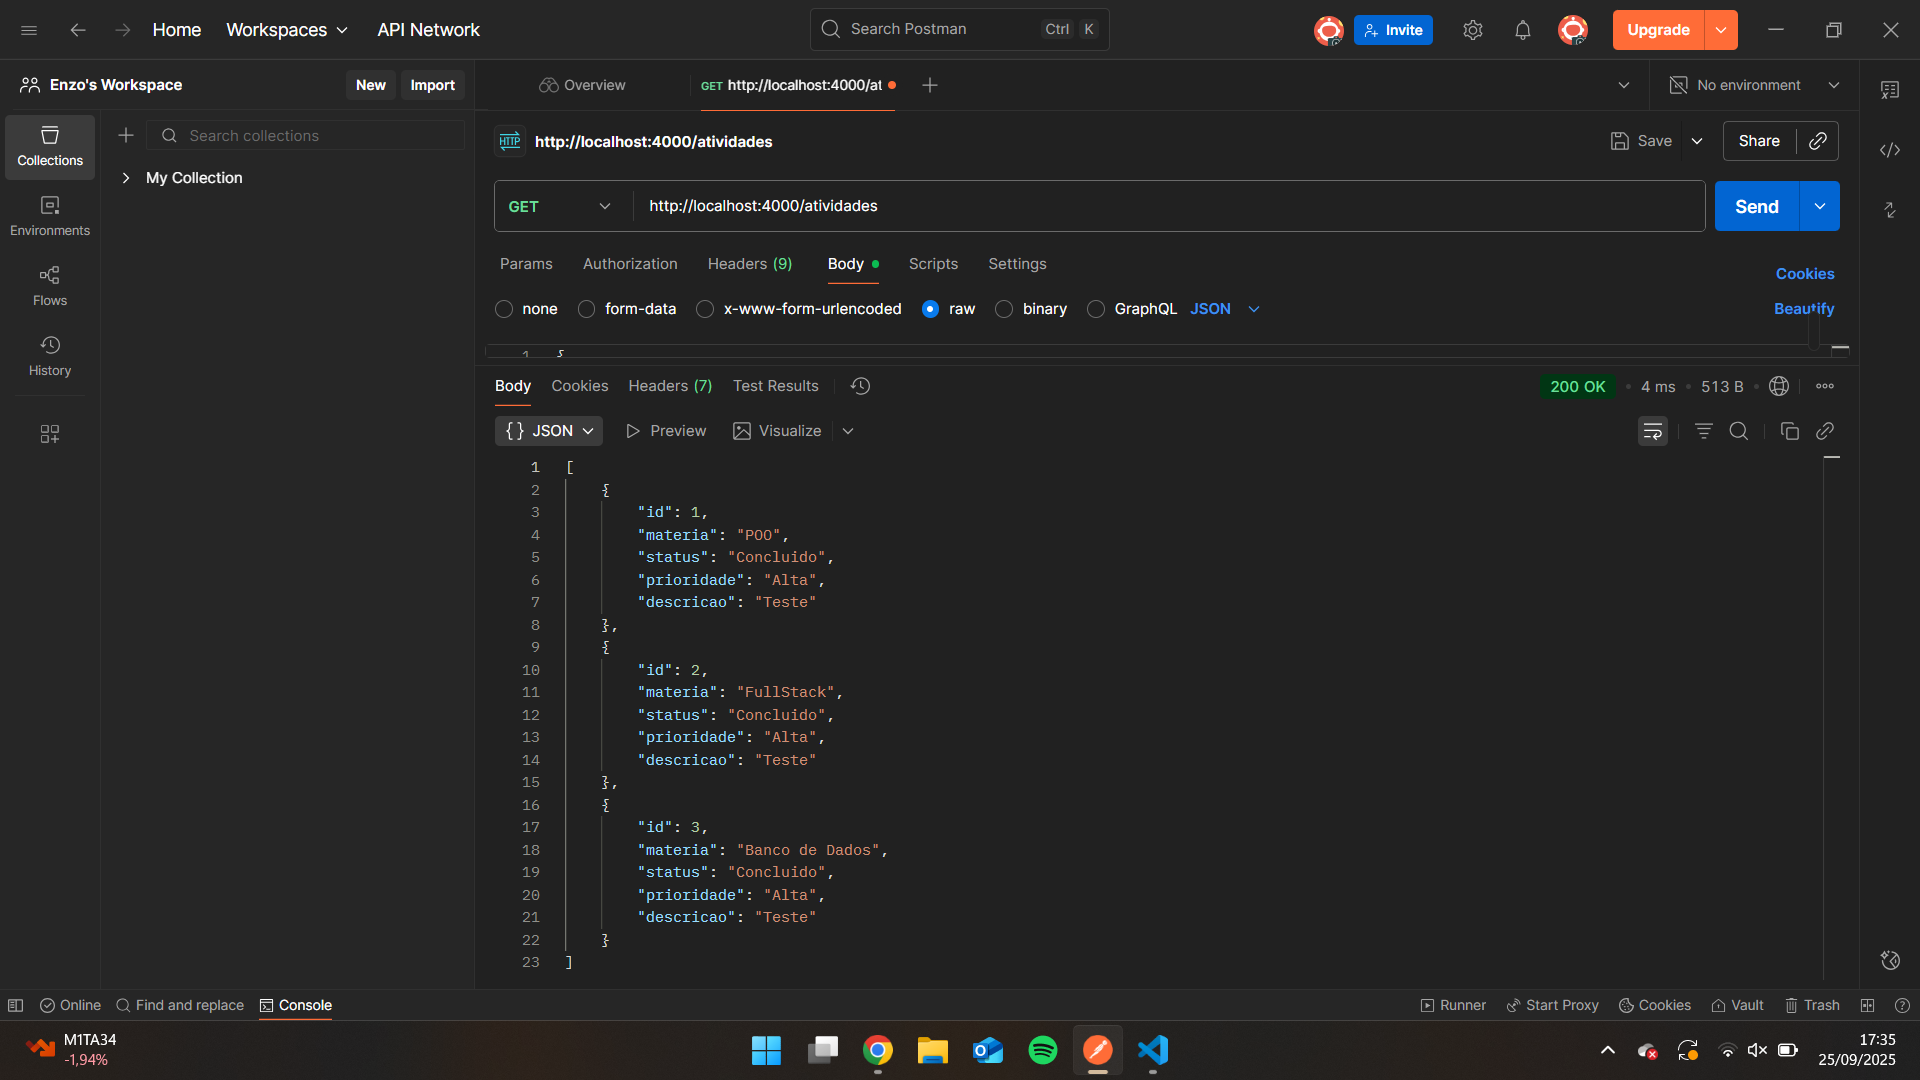 Home Workspaces API Network Search Postman Ctrl K Invite Upgrade
Enzo's Workspace New Import Overview GET http://localhost:4000/at No environment
Search collections
Collections
My Collection
Environments
Flows
History
HTTP http://localhost:4000/atividades Save Share
GET http://localhost:4000/atividades Send
Params Authorization Headers (9) Body Scripts Settings Cookies
none form-data x-www-form-urlencoded raw binary GraphQL JSON Beautify
1 {
Body Cookies Headers (7) Test Results 200 OK • 4 ms • 513 B •
{} JSON Preview Visualize
1 [
2 {
3 "id": 1,
4 "materia": "POO",
5 "status": "Concluido",
6 "prioridade": "Alta",
7 "descricao": "Teste"
8 },
9 {
10 "id": 2,
11 "materia": "FullStack",
12 "status": "Concluido",
13 "prioridade": "Alta",
14 "descricao": "Teste"
15 },
16 {
17 "id": 3,
18 "materia": "Banco de Dados",
19 "status": "Concluido",
20 "prioridade": "Alta",
21 "descricao": "Teste"
22 }
23 ]
Online Find and replace Console Runner Start Proxy Cookies Vault Trash
M1TA34
-1,94%
17:35
25/09/2025